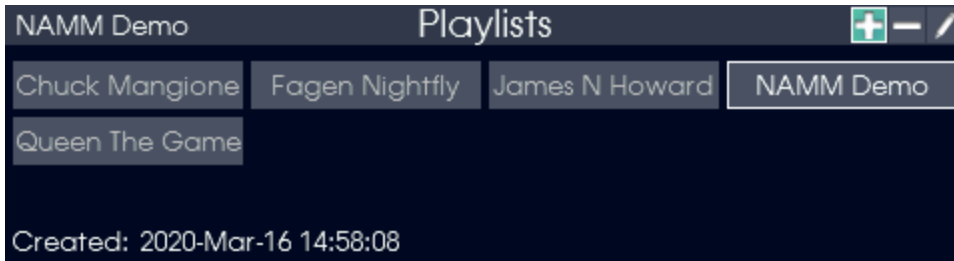 NAMM Demo Playlists
Chuck Mangione Fagen Nightfly James N Howard NAMM Demo
Queen The Game
Created: 2020-Mar-16 14:58:08